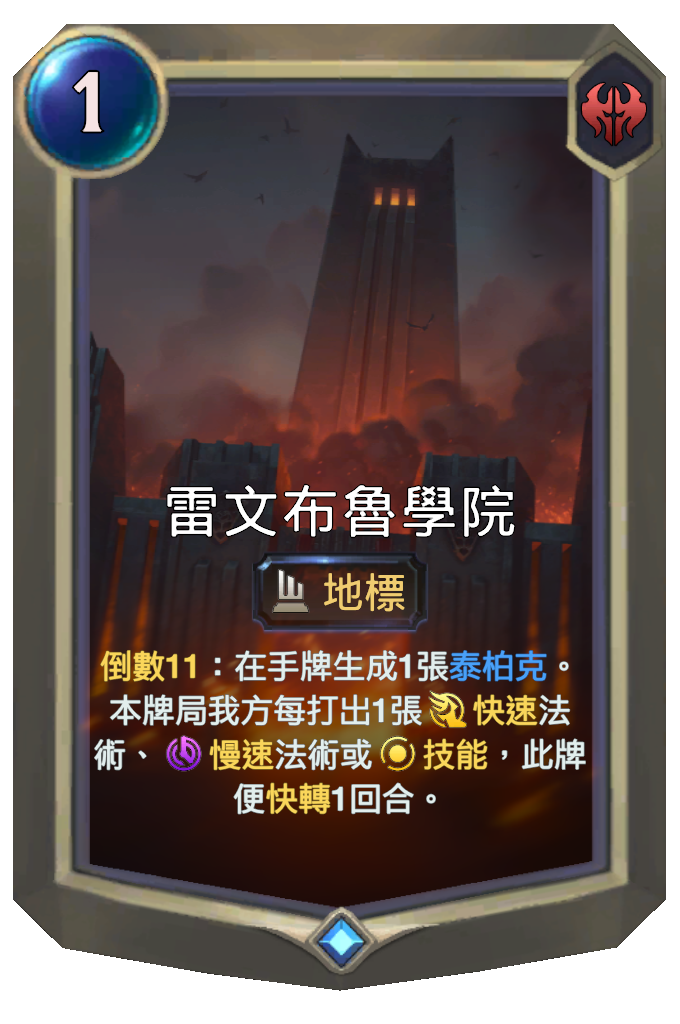 1
雷文布魯學院
地標
倒數11：在手牌生成1張泰柏克。
本牌局我方每打出1張快速法
術、慢速法術或技能，此牌
便快轉1回合。